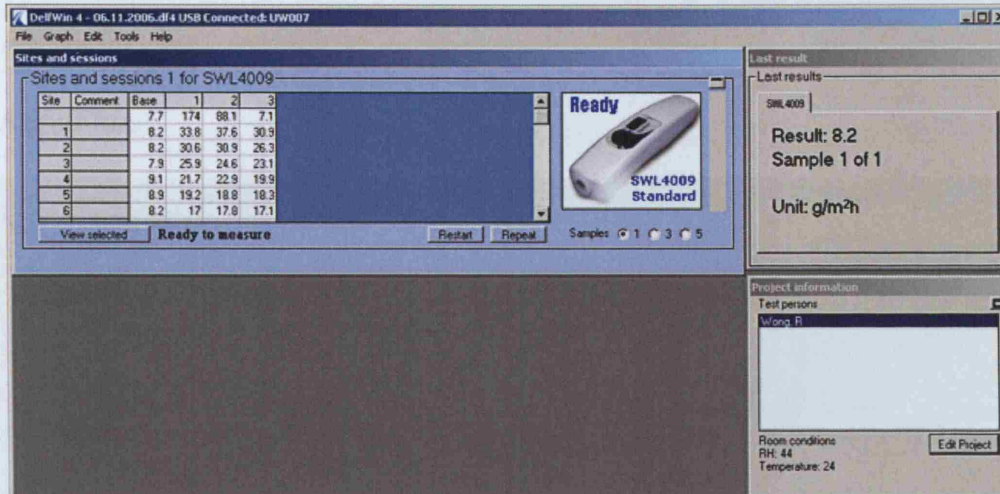 DelfWin 4 - 06.11.2006.df4 USB Connected: UW007
File Graph Edit Tools Help
Sites and sessions
Sites and sessions 1 for SWL4009
Site Comment Base 1 2 3
7.7 174 88.1 7.1
1 8.2 33.8 37.6 30.9
2 8.2 30.6 30.9 26.3
3 7.9 25.9 24.6 23.1
4 9.1 21.7 22.9 19.9
5 8.9 19.2 18.8 18.3
6 8.2 17 17.8 17.1
View selected Ready to measure Restart Repeat
Ready
SWL4009
Standard
Samples 1 3 5
Last result
Last results
SWL4009
Result: 8.2
Sample 1 of 1
Unit: g/m²h
Project information
Test persons
Wong, R
Room conditions
RH: 44
Temperature: 24
Edit Project